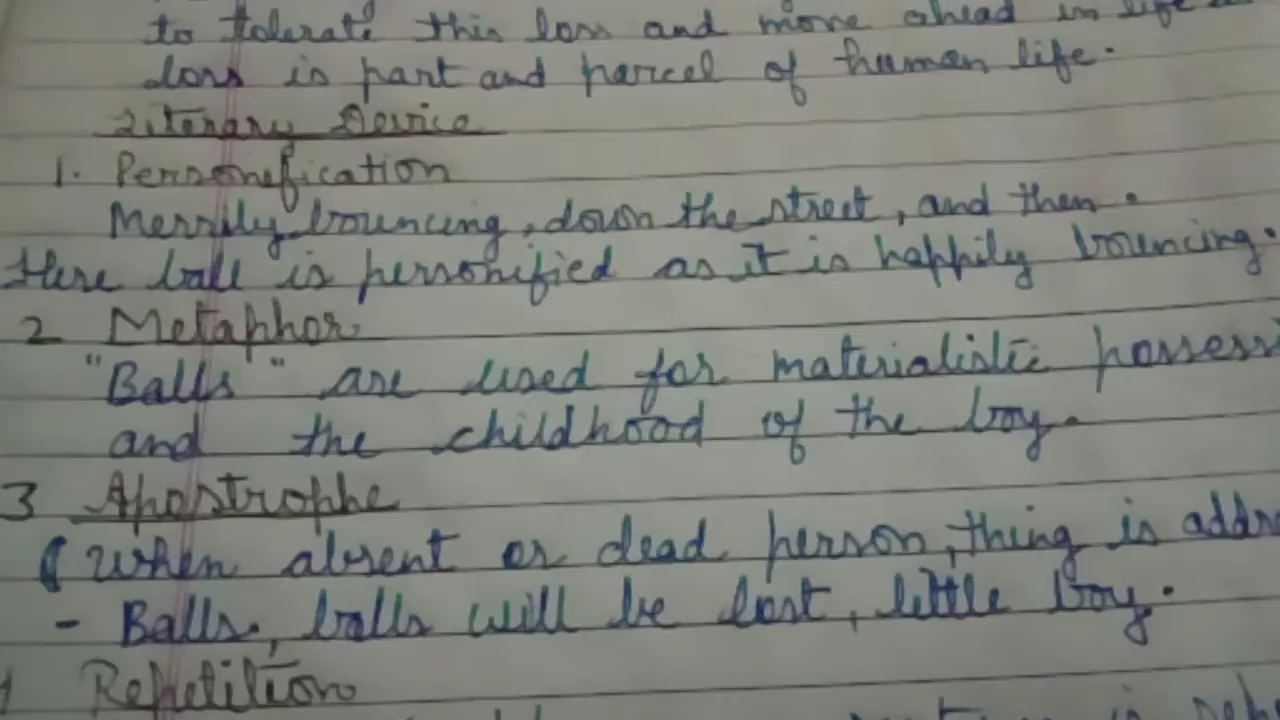 to tolerate this loss and move ahead in life
loss is part and parcel of human life.
Literary Device
1. Personefication
Merrily bouncing, down the street, and then.
Here ball is personified as it is happily bouncing.
2 Metaphor
"Balls" are used for materialistic possess
and the childhood of the boy.
3 Apostrophe
( When absent or dead person, thing is addr
- Balls, balls will be lost, little boy.
Repetition